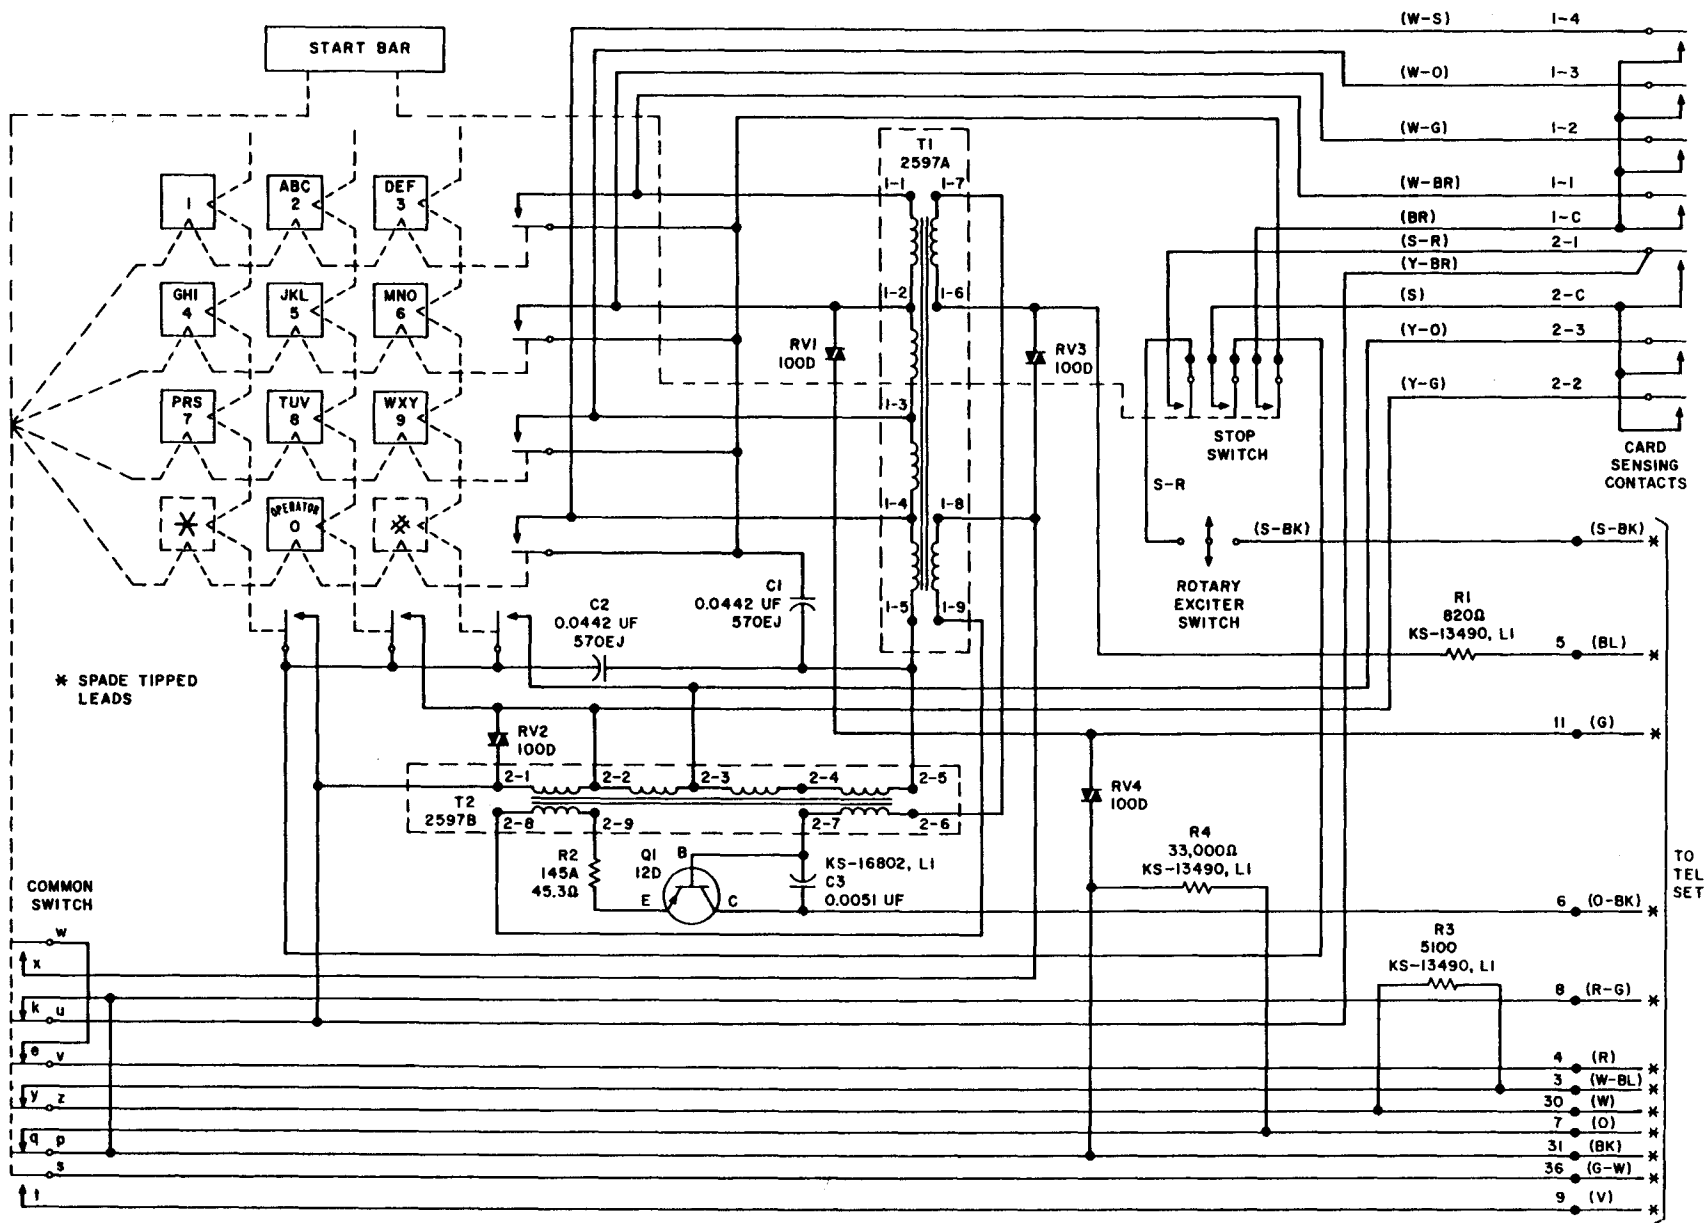 START BAR
(W-S) 1-4
(W-O) 1-3
(W-G) 1-2
(W-BR) 1-1
(BR) 1-C
(S-R) 2-1
(Y-BR)
(S) 2-C
(Y-O) 2-3
(Y-G) 2-2
CARD
SENSING
CONTACTS
T1
2597A
1-1 1-7
1-2 1-6
1-3
1-4 1-8
1-5 1-9
1
ABC
2
DEF
3
GHI
4
JKL
5
MNO
6
PRS
7
TUV
8
WXY
9
*
OPERATOR
0
RV1
100D
RV3
100D
STOP
SWITCH
S-R
(S-BK) (S-BK) *
ROTARY
EXCITER
SWITCH
C1
0.0442 UF
570EJ
C2
0.0442 UF
570EJ
R1
820Ω
KS-13490, L1
5 (BL) *
* SPADE TIPPED
LEADS
RV2
100D
11 (G) *
2-1 2-2 2-3 2-4 2-5
T2
2597B
2-8 2-9 2-7 2-6
RV4
100D
R4
33,000Ω
KS-13490, L1
R2
145A
45.3Ω
Q1
12D
B
E
C
KS-16802, L1
C3
0.0051 UF
TO
TEL
SET
6 (O-BK) *
COMMON
SWITCH
R3
5100
KS-13490, L1
w
x
k u
8 (R-G) *
e v
4 (R) *
3 (W-BL) *
y z
30 (W) *
7 (O) *
q p
31 (BK) *
s
36 (G-W) *
t
9 (V) *